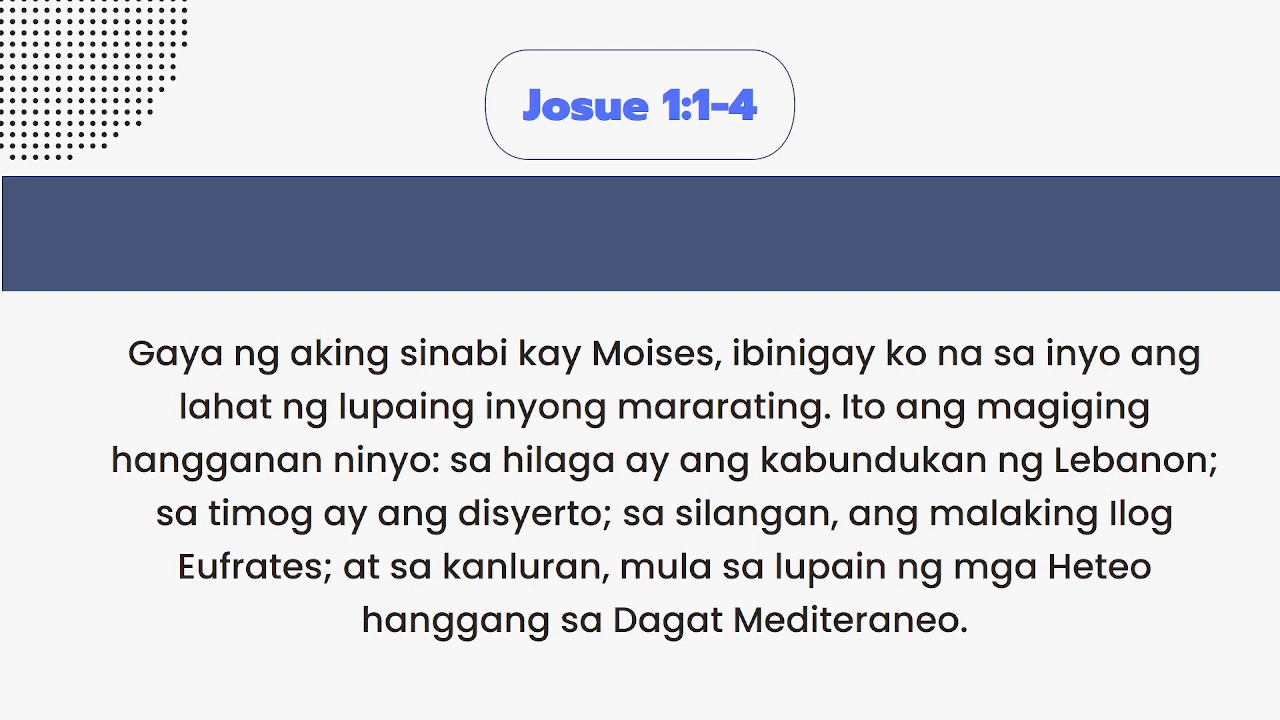 Josue 1:1-4
Gaya ng aking sinabi kay Moises, ibinigay ko na sa inyo ang
lahat ng lupaing inyong mararating. Ito ang magiging
hangganan ninyo: sa hilaga ay ang kabundukan ng Lebanon;
sa timog ay ang disyerto; sa silangan, ang malaking Ilog
Eufrates; at sa kanluran, mula sa lupain ng mga Heteo
hanggang sa Dagat Mediteraneo.